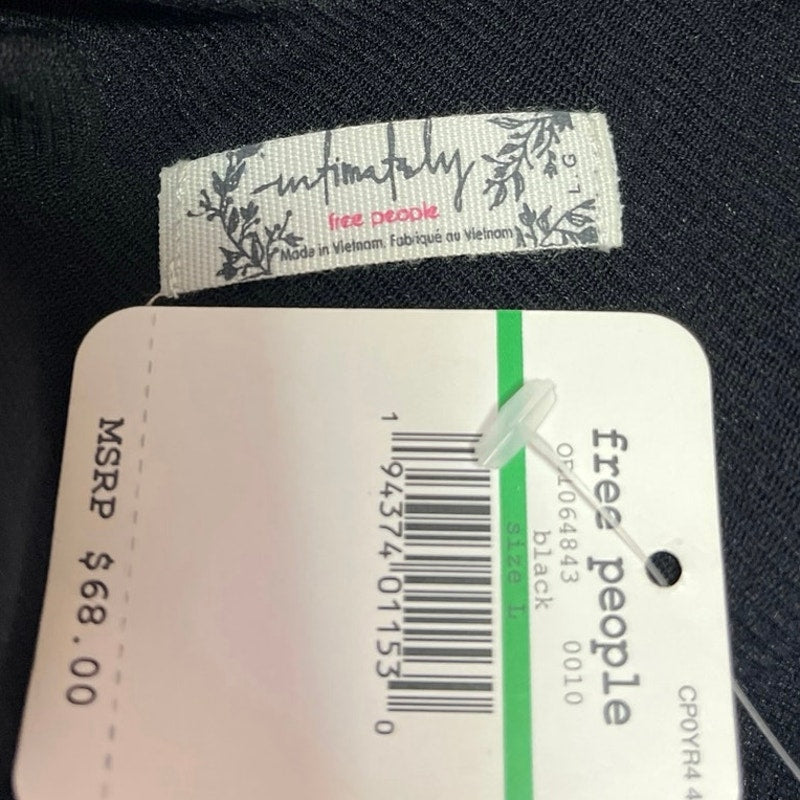 intimately
free people
Made in Vietnam. Fabriqué au Vietnam
L.G
free people
OB1064843 0010
black
size L
1 94374 01153 0
MSRP $68.00
CP0YR4 4